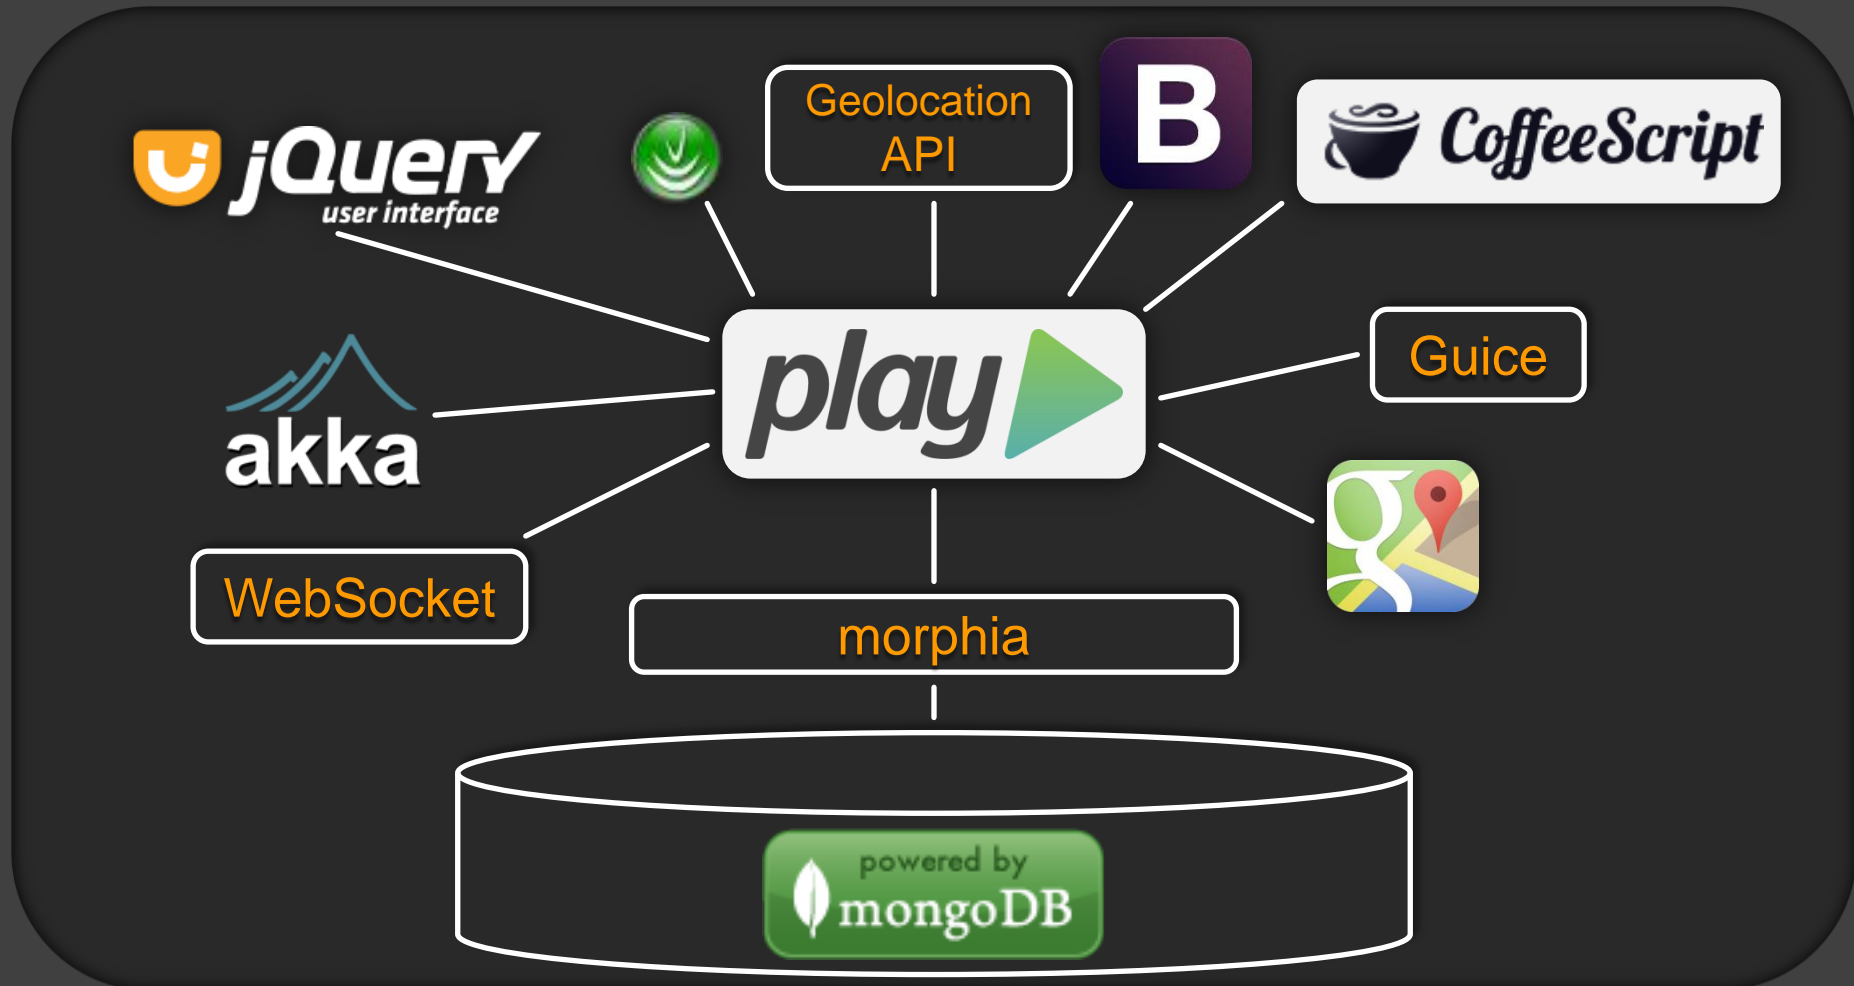 Geolocation
API
B
CoffeeScript
jQuery
user interface
play
Guice
akka
g
WebSocket
morphia
powered by
mongoDB